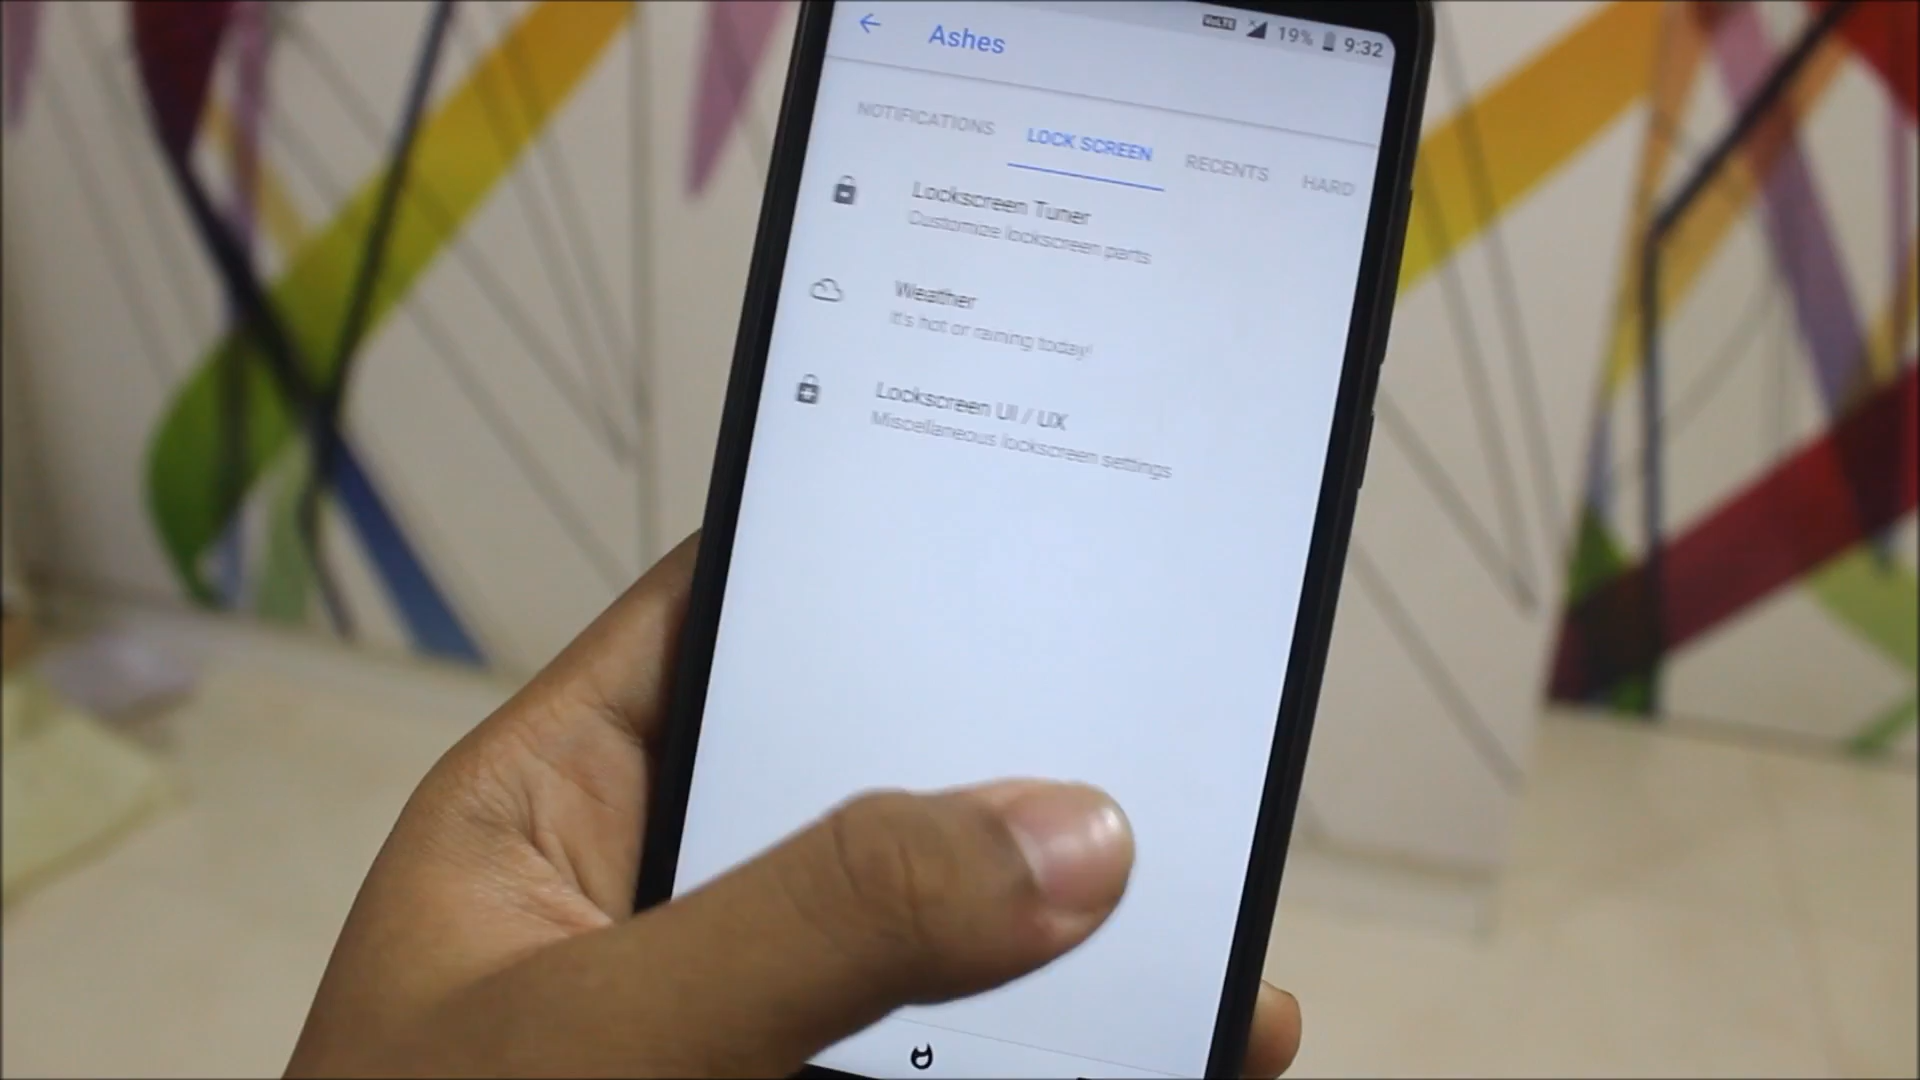 VoLTE 19% 9:32
Ashes
NOTIFICATIONS LOCK SCREEN RECENTS HARD
Lockscreen Tuner
Customize lockscreen parts
Weather
It's hot or raining today!
Lockscreen UI / UX
Miscellaneous lockscreen settings